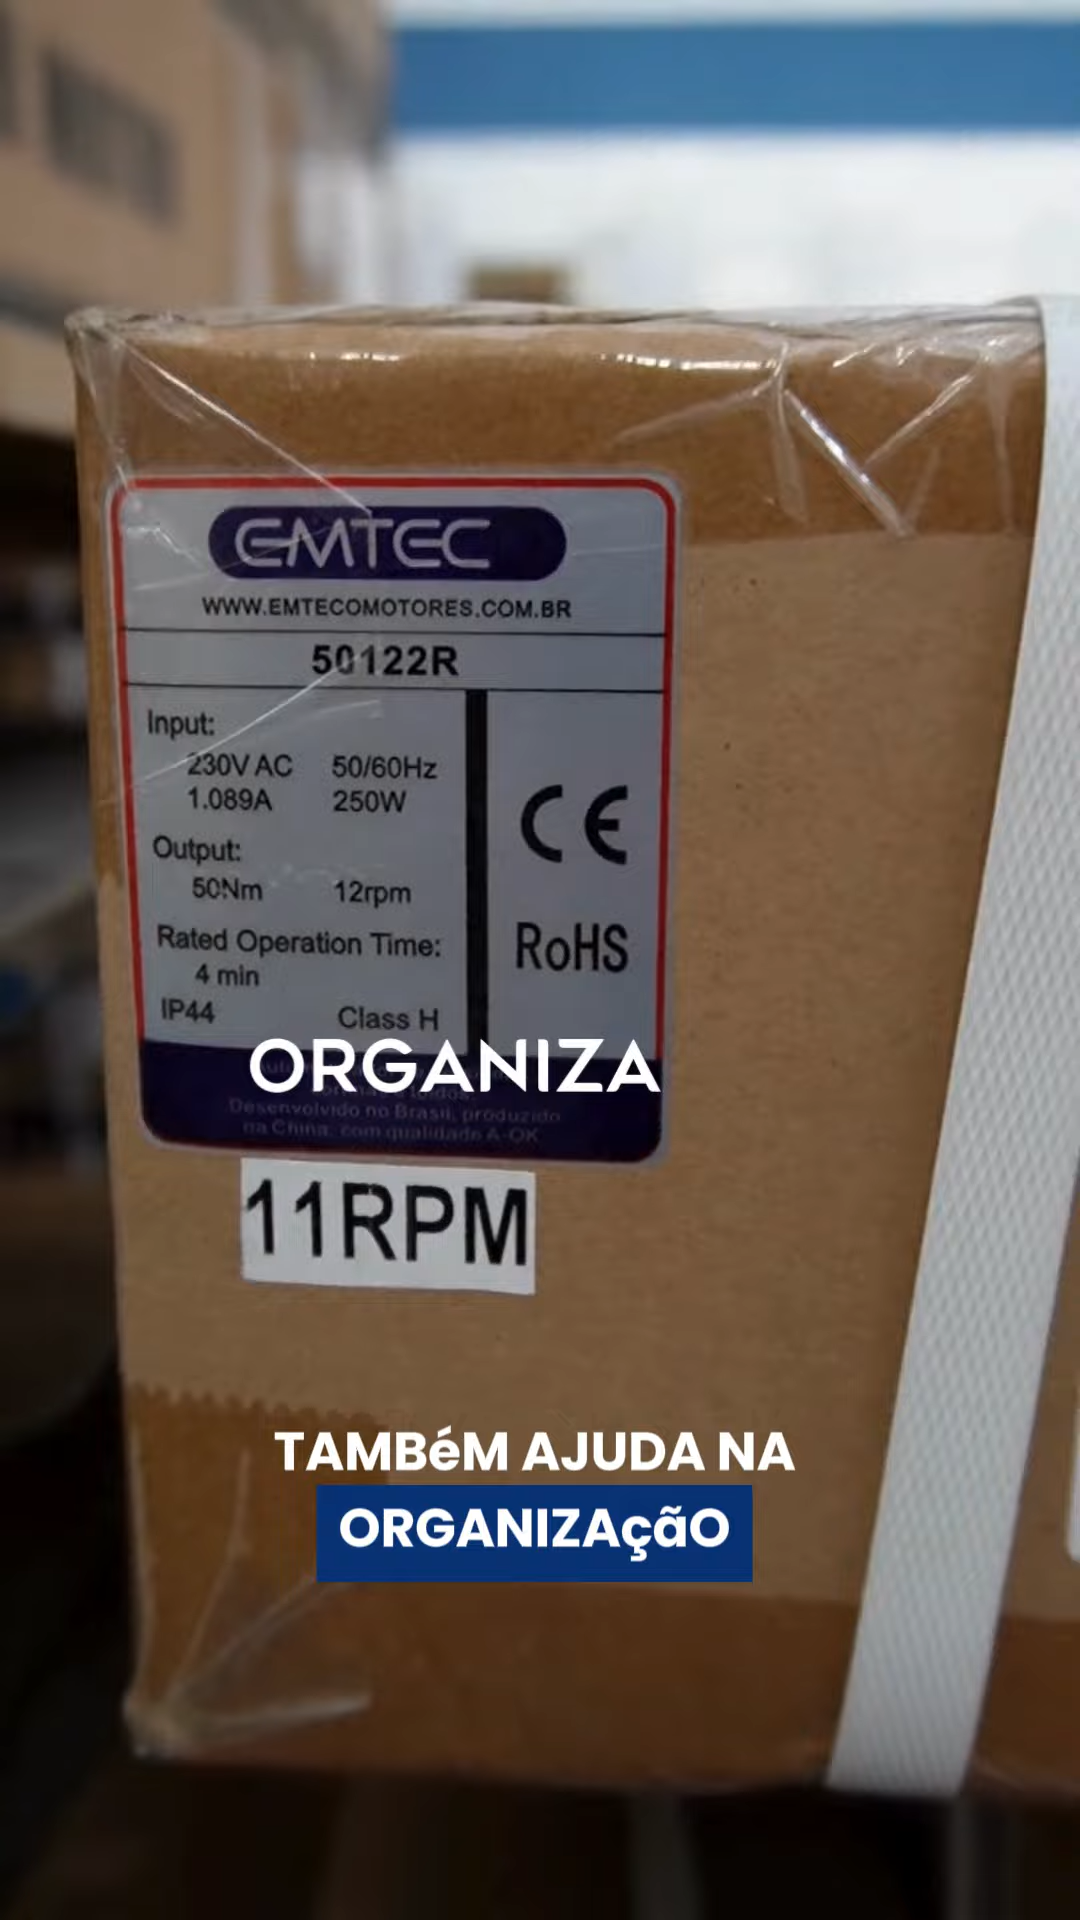 EMTEC
WWW.EMTECOMOTORES.COM.BR
50122R
Input:
230V AC 50/60Hz
1.089A 250W
Output:
50Nm 12rpm
Rated Operation Time:
4 min
IP44 Class H
CE
RoHS
ORGANIZA
Desenvolvido no Brasil, produzido
na China, com qualidade A-OK
11RPM
TAMBéM AJUDA NA
ORGANIZAçãO